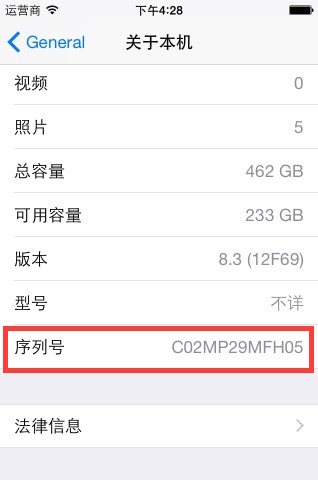 运营商 下午4:28
General 关于本机
视频 0
照片 5
总容量 462 GB
可用容量 233 GB
版本 8.3 (12F69)
型号 不详
序列号 C02MP29MFH05
法律信息